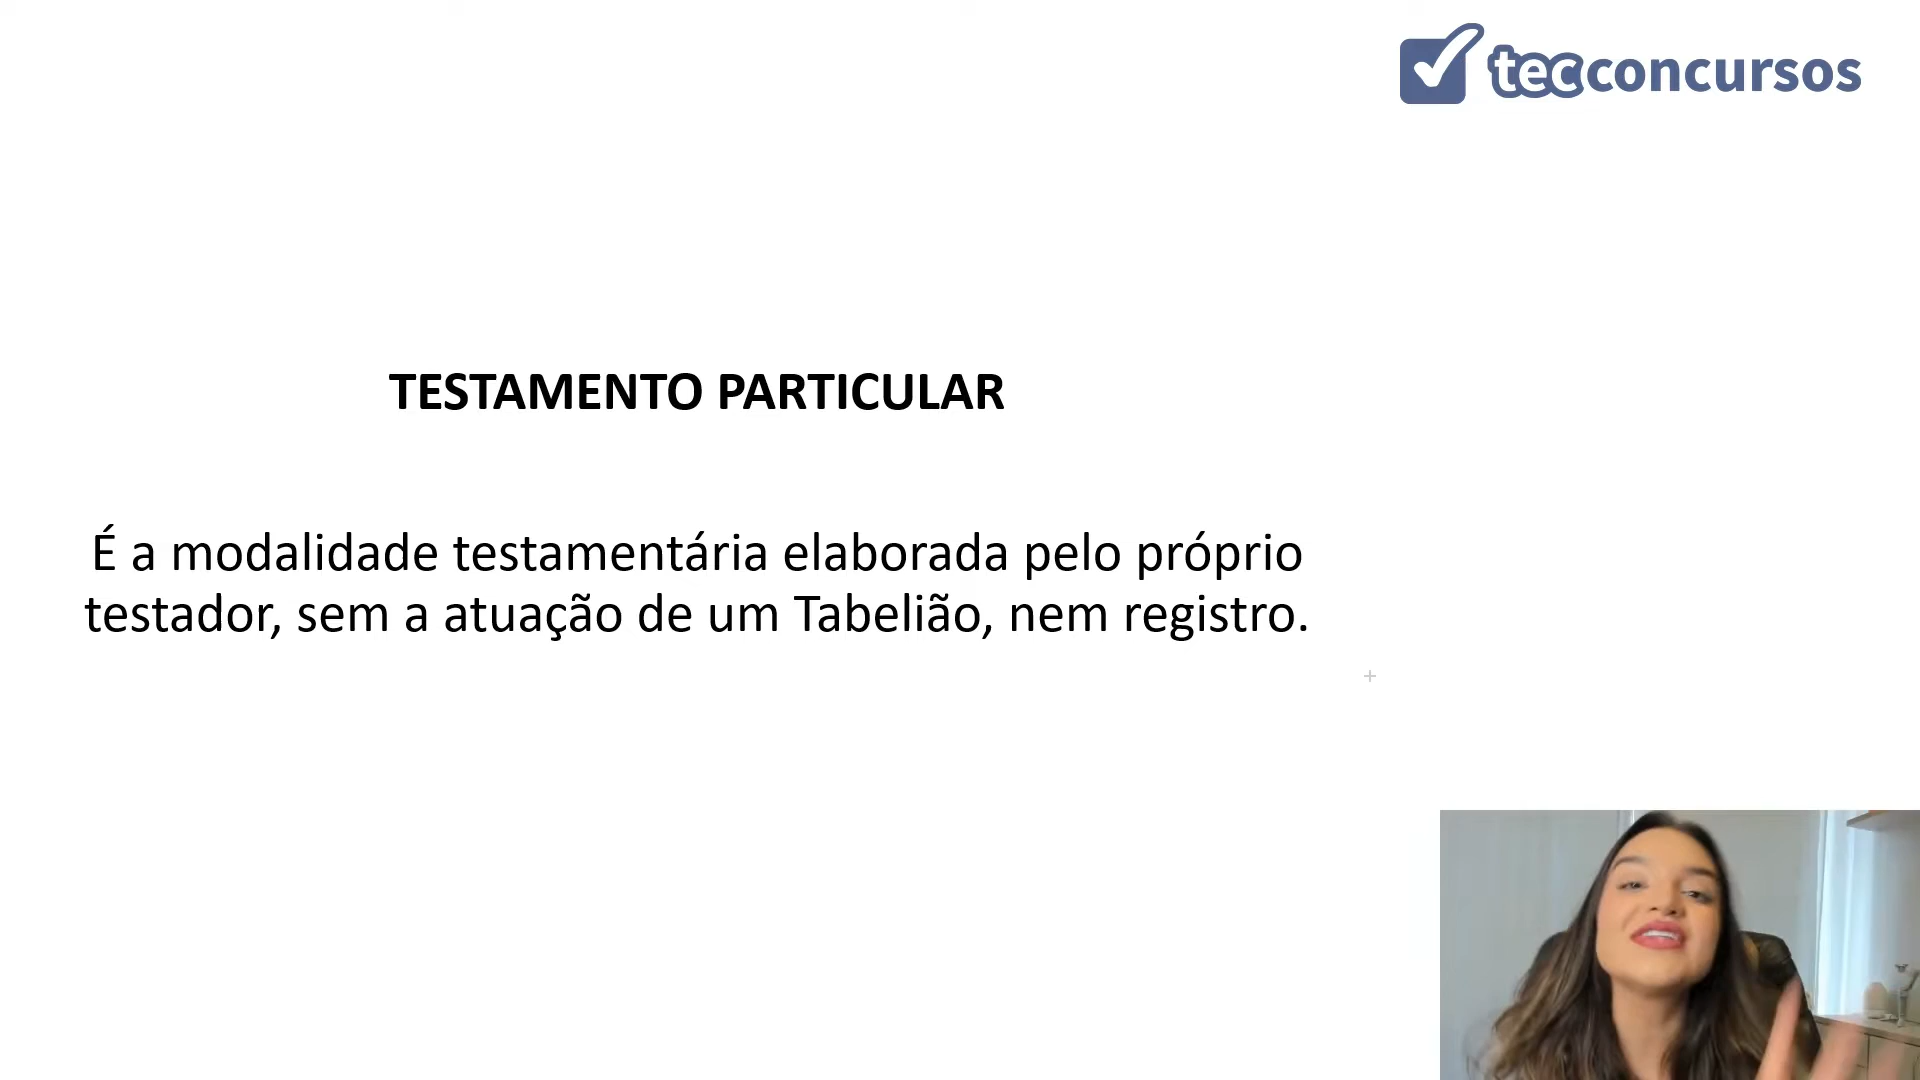 tecconcursos
TESTAMENTO PARTICULAR
É a modalidade testamentária elaborada pelo próprio
testador, sem a atuação de um Tabelião, nem registro.